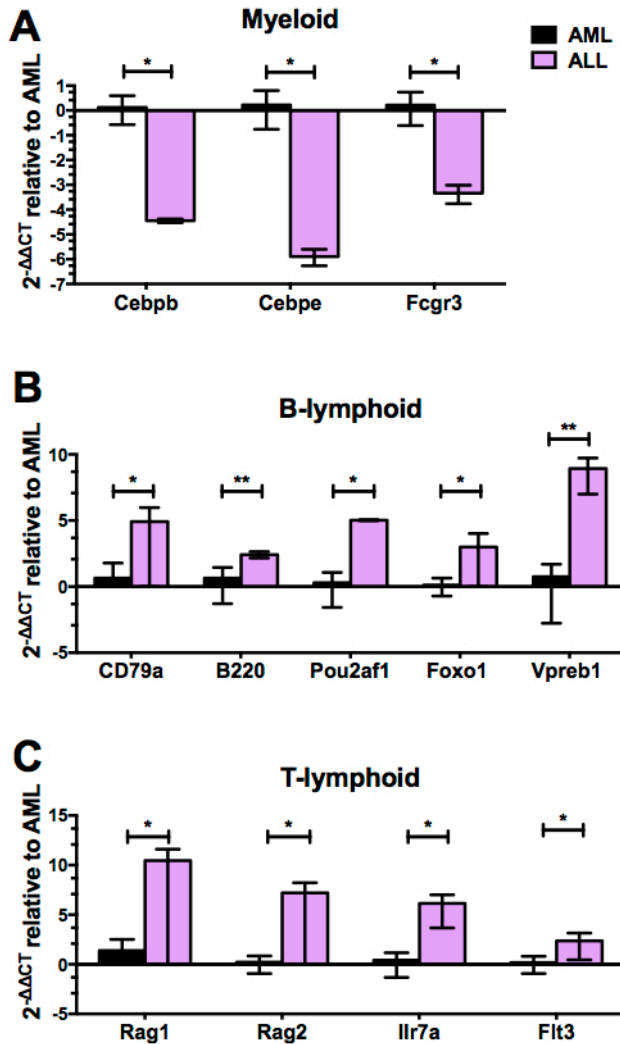 A
Myeloid
AML
ALL
2-ΔΔCT relative to AML
1
0
-1
-2
-3
-4
-5
-6
-7
*
*
*
Cebpb Cebpe Fcgr3
B
B-lymphoid
2-ΔΔCT relative to AML
10
5
0
-5
*
**
*
*
**
CD79a B220 Pou2af1 Foxo1 Vpreb1
C
T-lymphoid
2-ΔΔCT relative to AML
15
10
5
0
-5
*
*
*
*
Rag1 Rag2 IIr7a Flt3